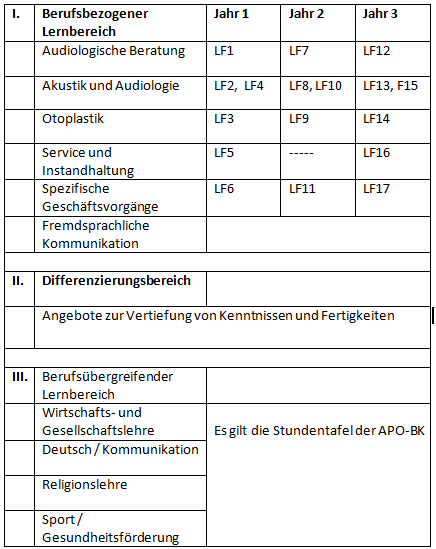 I. Berufsbezogener Lernbereich Jahr 1 Jahr 2 Jahr 3
Audiologische Beratung LF1 LF7 LF12
Akustik und Audiologie LF2, LF4 LF8, LF10 LF13, F15
Otoplastik LF3 LF9 LF14
Service und Instandhaltung LF5 ----- LF16
Spezifische Geschäftsvorgänge LF6 LF11 LF17
Fremdsprachliche Kommunikation
II. Differenzierungsbereich
Angebote zur Vertiefung von Kenntnissen und Fertigkeiten
III. Berufsübergreifender Lernbereich
Wirtschafts- und Gesellschaftslehre
Es gilt die Stundentafel der APO-BK
Deutsch / Kommunikation
Religionslehre
Sport / Gesundheitsförderung